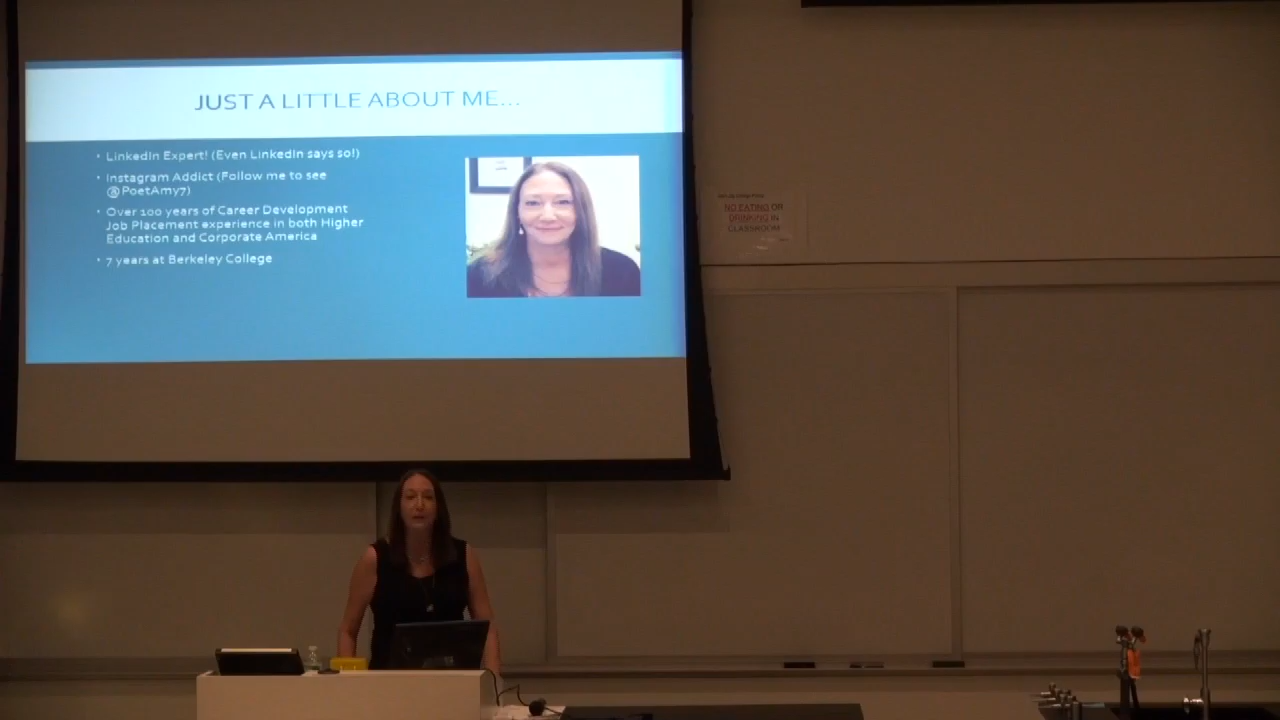 JUST A LITTLE ABOUT ME...
• LinkedIn Expert! (Even LinkedIn says so!)
• Instagram Addict (Follow me to see
@PoetAmy7)
• Over 100 years of Career Development
Job Placement experience in both Higher
Education and Corporate America
• 7 years at Berkeley College
NO EATING OR
DRINKING IN
CLASSROOM